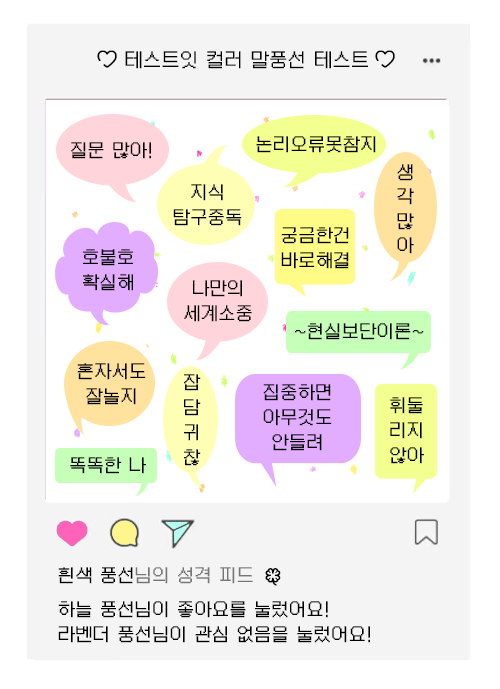 ♡ 테스트잇 컬러 말풍선 테스트 ♡ •••
질문 많아!
논리오류못참지
지식
탐구중독
생
각
많
아
궁금한건
바로해결
호불호
확실해
나만의
세계소중
~현실보단이론~
혼자서도
잘놀지
잡
담
귀
찮
집중하면
아무것도
안들려
휘둘
리지
않아
똑똑한 나
흰색 풍선님의 성격 피드
하늘 풍선님이 좋아요를 눌렀어요!
라벤더 풍선님이 관심 없음을 눌렀어요!